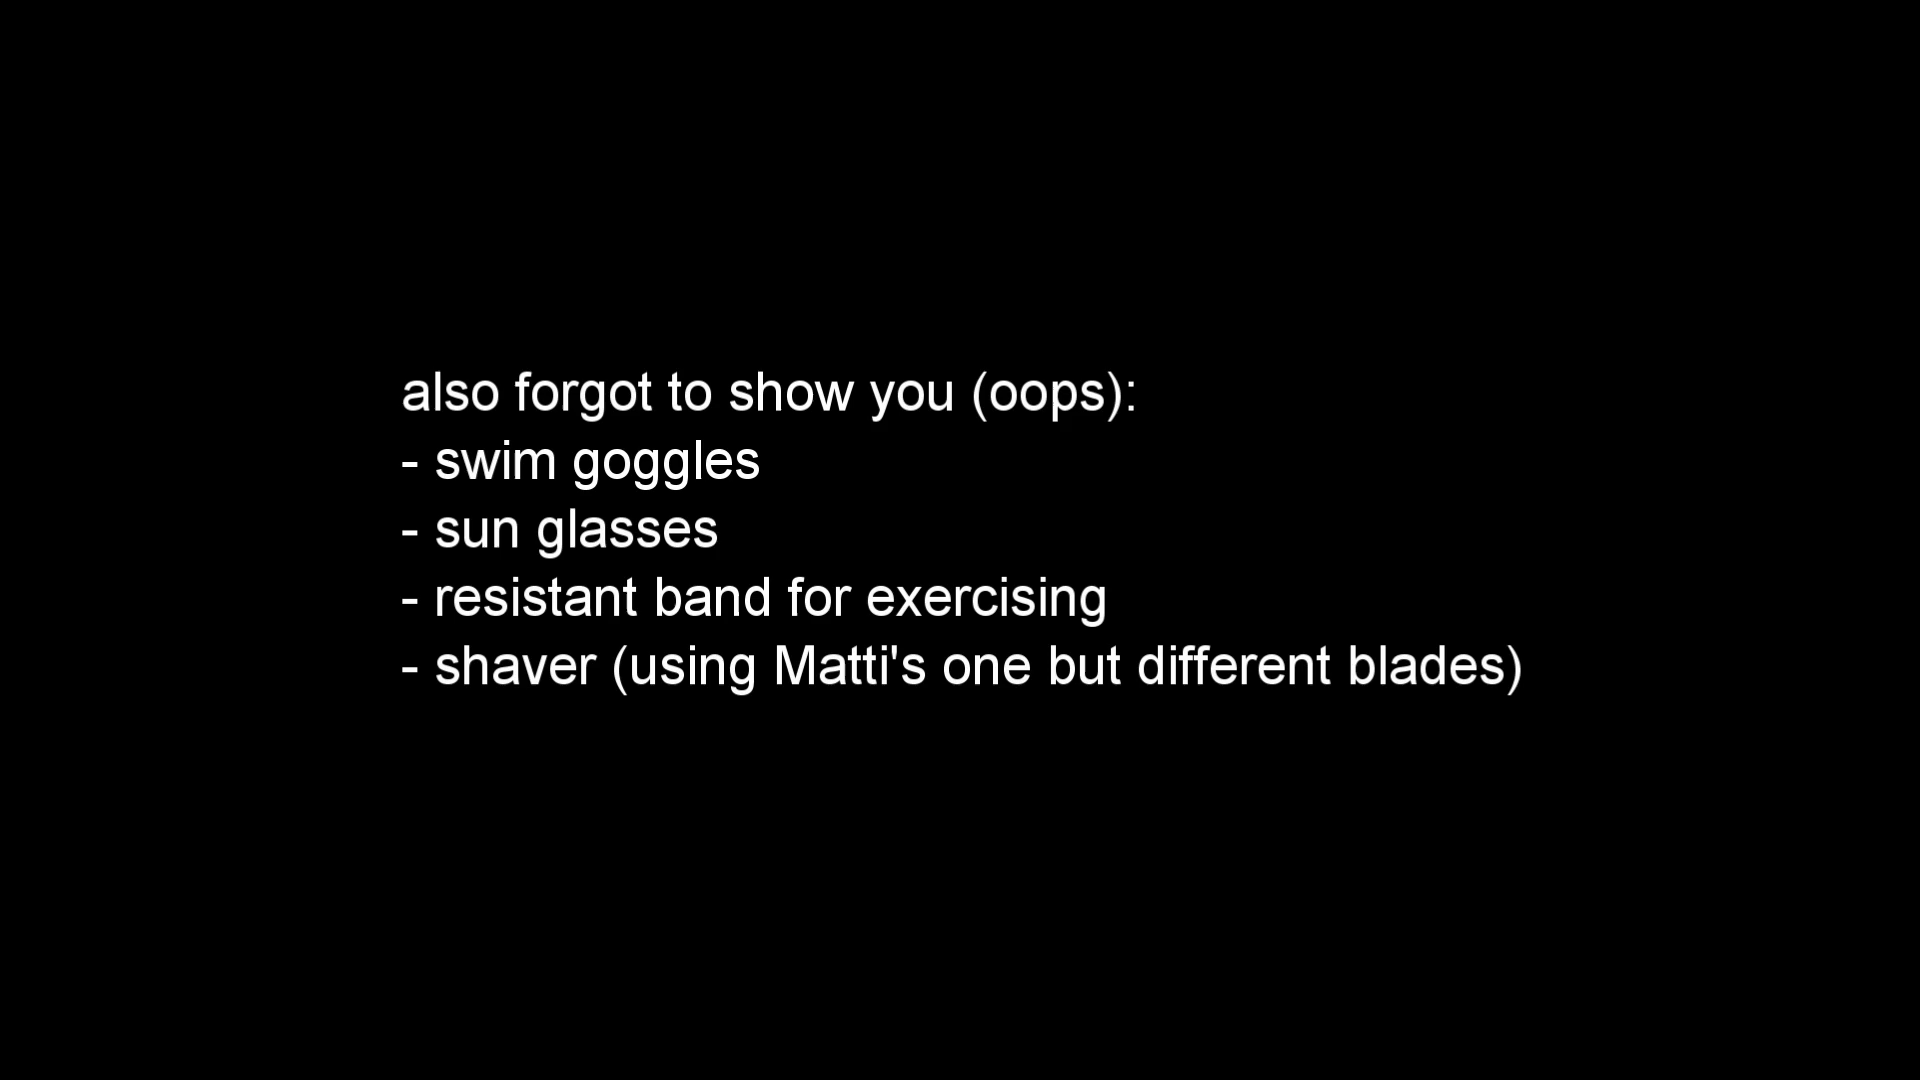 also forgot to show you (oops):
- swim goggles
- sun glasses
- resistant band for exercising
- shaver (using Matti's one but different blades)